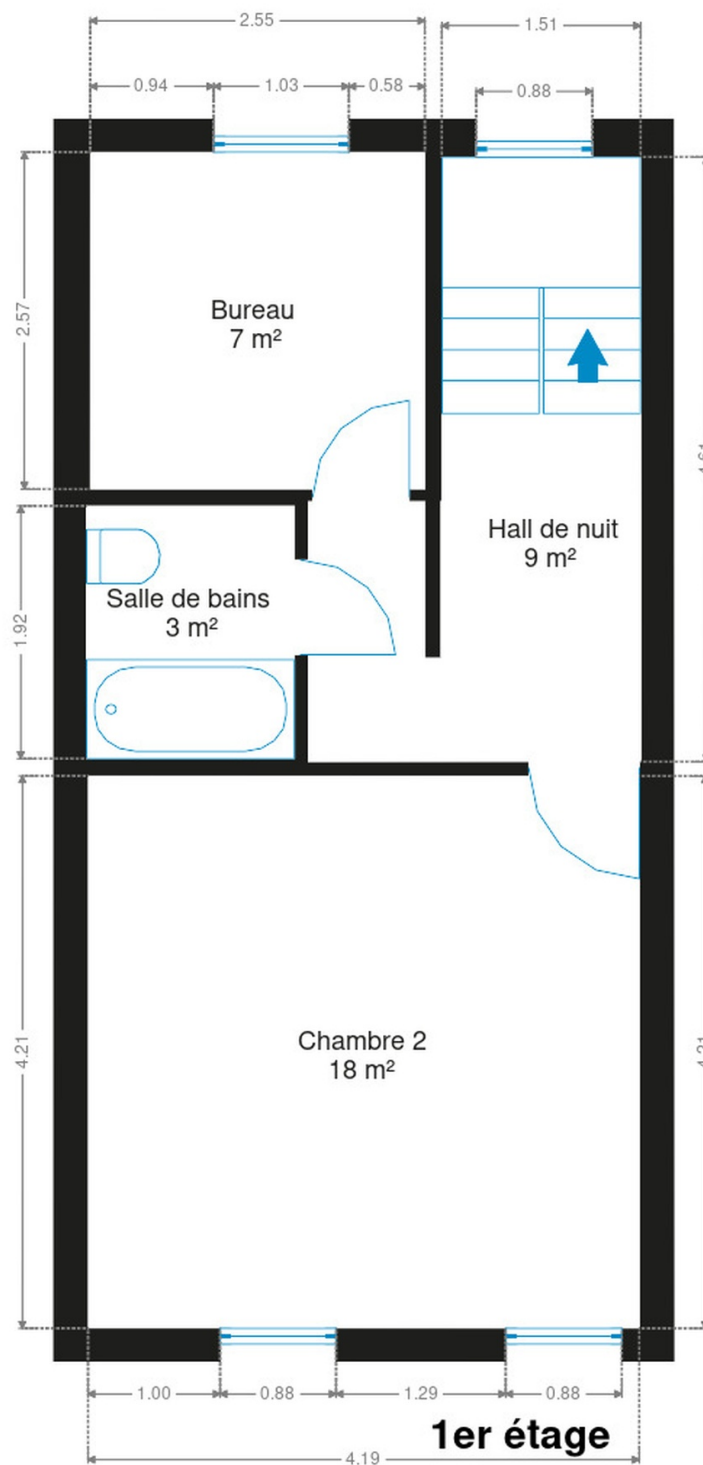 2.55
1.51
0.94
1.03
0.58
0.88
2.57
Bureau
7 m²
Hall de nuit
9 m²
1.92
Salle de bains
3 m²
4.21
4.21
Chambre 2
18 m²
1.00
0.88
1.29
0.88
1er étage
4.19